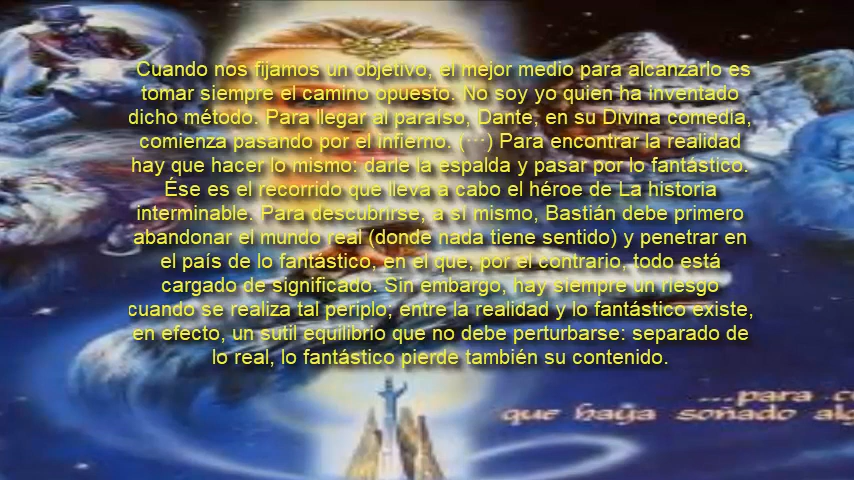 Cuando nos fijamos un objetivo, el mejor medio para alcanzarlo es
tomar siempre el camino opuesto. No soy yo quien ha inventado
dicho método. Para llegar al paraíso, Dante, en su Divina comedia,
comienza pasando por el infierno. (···) Para encontrar la realidad
hay que hacer lo mismo: darle la espalda y pasar por lo fantástico.
Ése es el recorrido que lleva a cabo el héroe de La historia
interminable. Para descubrirse, a sí mismo, Bastián debe primero
abandonar el mundo real (donde nada tiene sentido) y penetrar en
el país de lo fantástico, en el que, por el contrario, todo está
cargado de significado. Sin embargo, hay siempre un riesgo
cuando se realiza tal periplo; entre la realidad y lo fantástico existe,
en efecto, un sutil equilibrio que no debe perturbarse: separado de
lo real, lo fantástico pierde también su contenido.
...para
que haya soñado